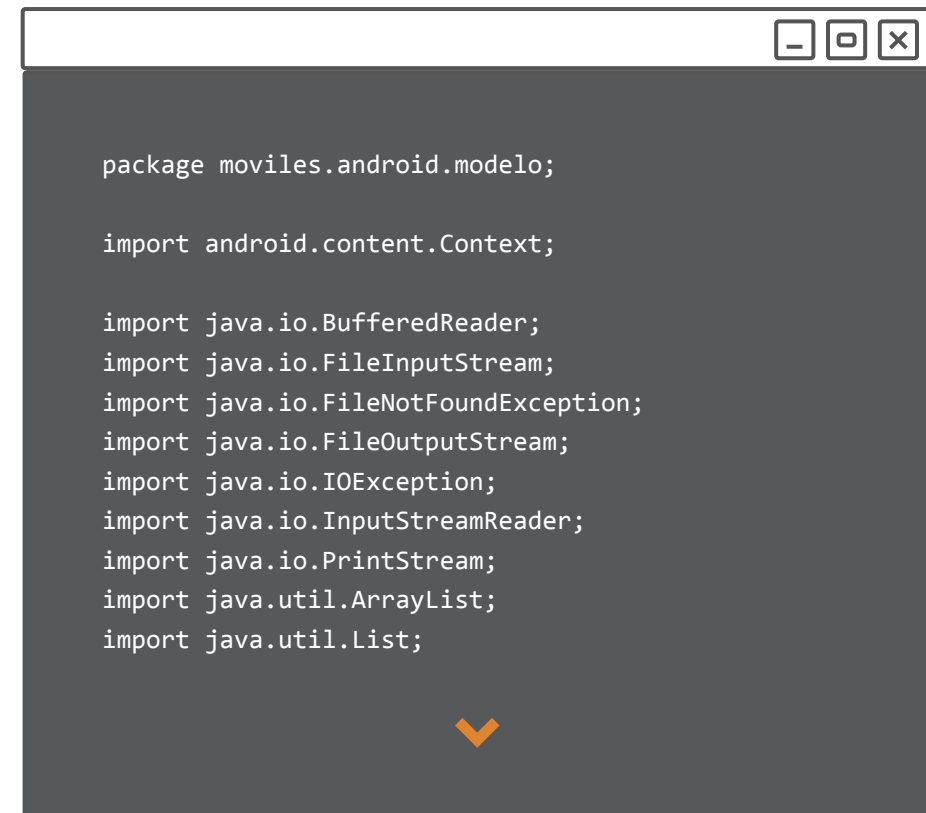 package moviles.android.modelo;
import android.content.Context;
import java.io.BufferedReader;
import java.io.FileInputStream;
import java.io.FileNotFoundException;
import java.io.FileOutputStream;
import java.io.IOException;
import java.io.InputStreamReader;
import java.io.PrintStream;
import java.util.ArrayList;
import java.util.List;